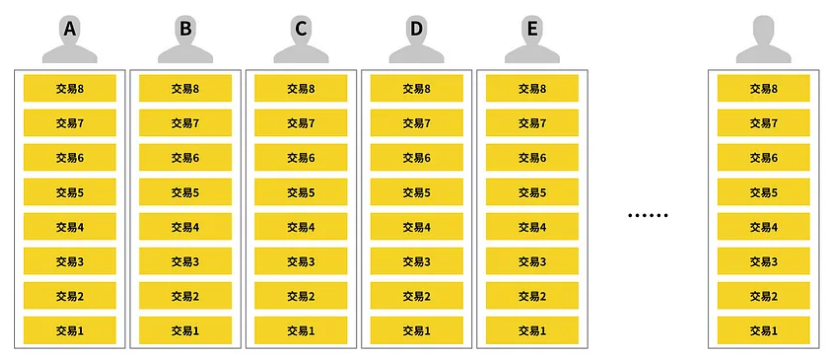 A B C D E
交易8 交易8 交易8 交易8 交易8 交易8
交易7 交易7 交易7 交易7 交易7 交易7
交易6 交易6 交易6 交易6 交易6 交易6
交易5 交易5 交易5 交易5 交易5 交易5
......
交易4 交易4 交易4 交易4 交易4 交易4
交易3 交易3 交易3 交易3 交易3 交易3
交易2 交易2 交易2 交易2 交易2 交易2
交易1 交易1 交易1 交易1 交易1 交易1